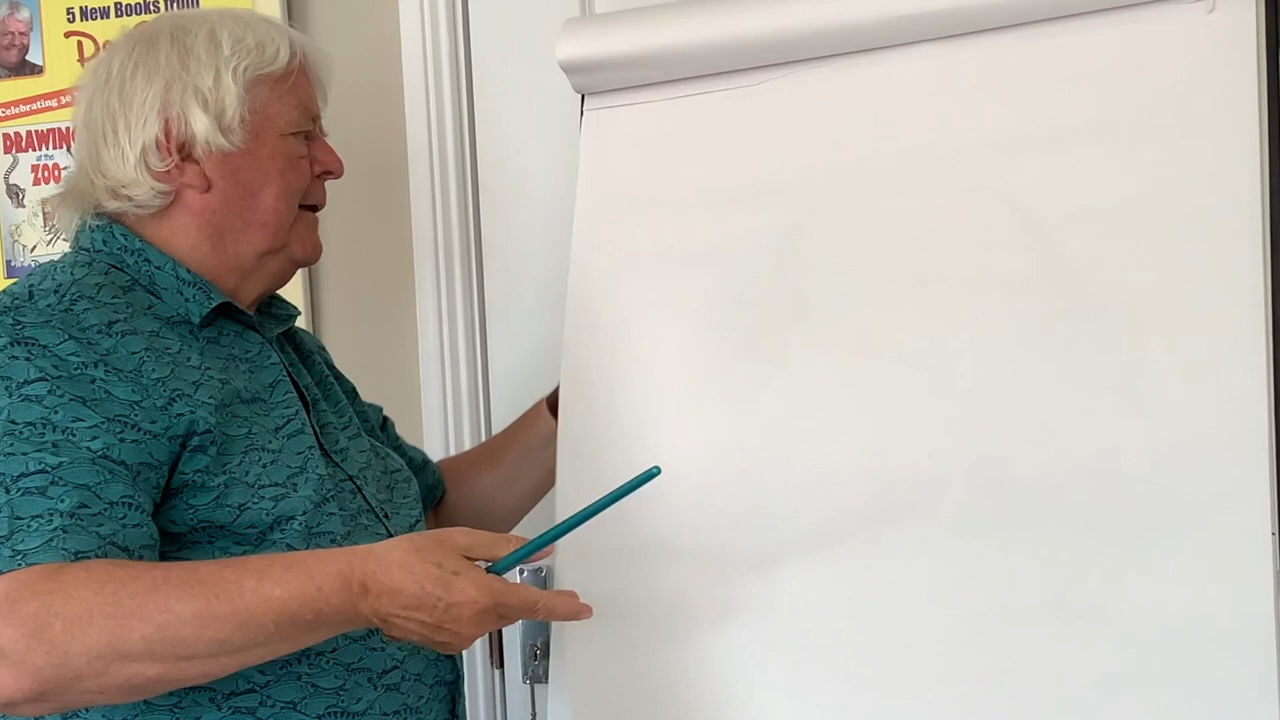 5 New Books from
Celebrating 30
DRAWING
at the
ZOO